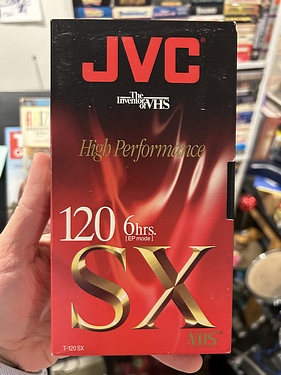 JVC
The
Inventor
of VHS
High Performance
120 6hrs.
[EP mode]
SX
VHS
T-120 SX